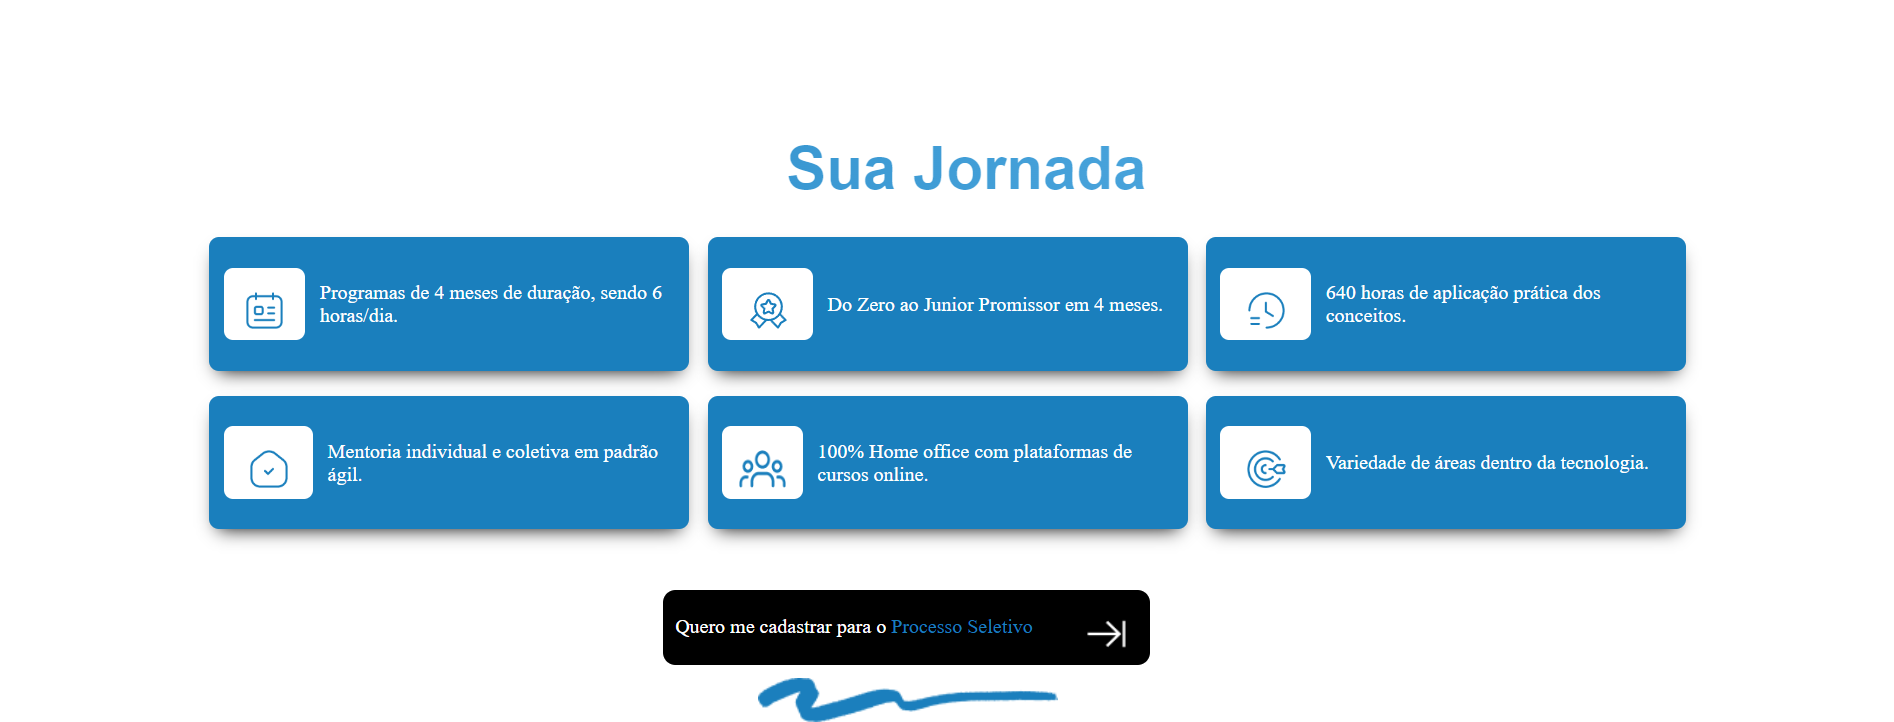 Sua Jornada
Programas de 4 meses de duração, sendo 6
horas/dia.
Do Zero ao Junior Promissor em 4 meses.
640 horas de aplicação prática dos
conceitos.
Mentoria individual e coletiva em padrão
ágil.
100% Home office com plataformas de
cursos online.
Variedade de áreas dentro da tecnologia.
Quero me cadastrar para o Processo Seletivo